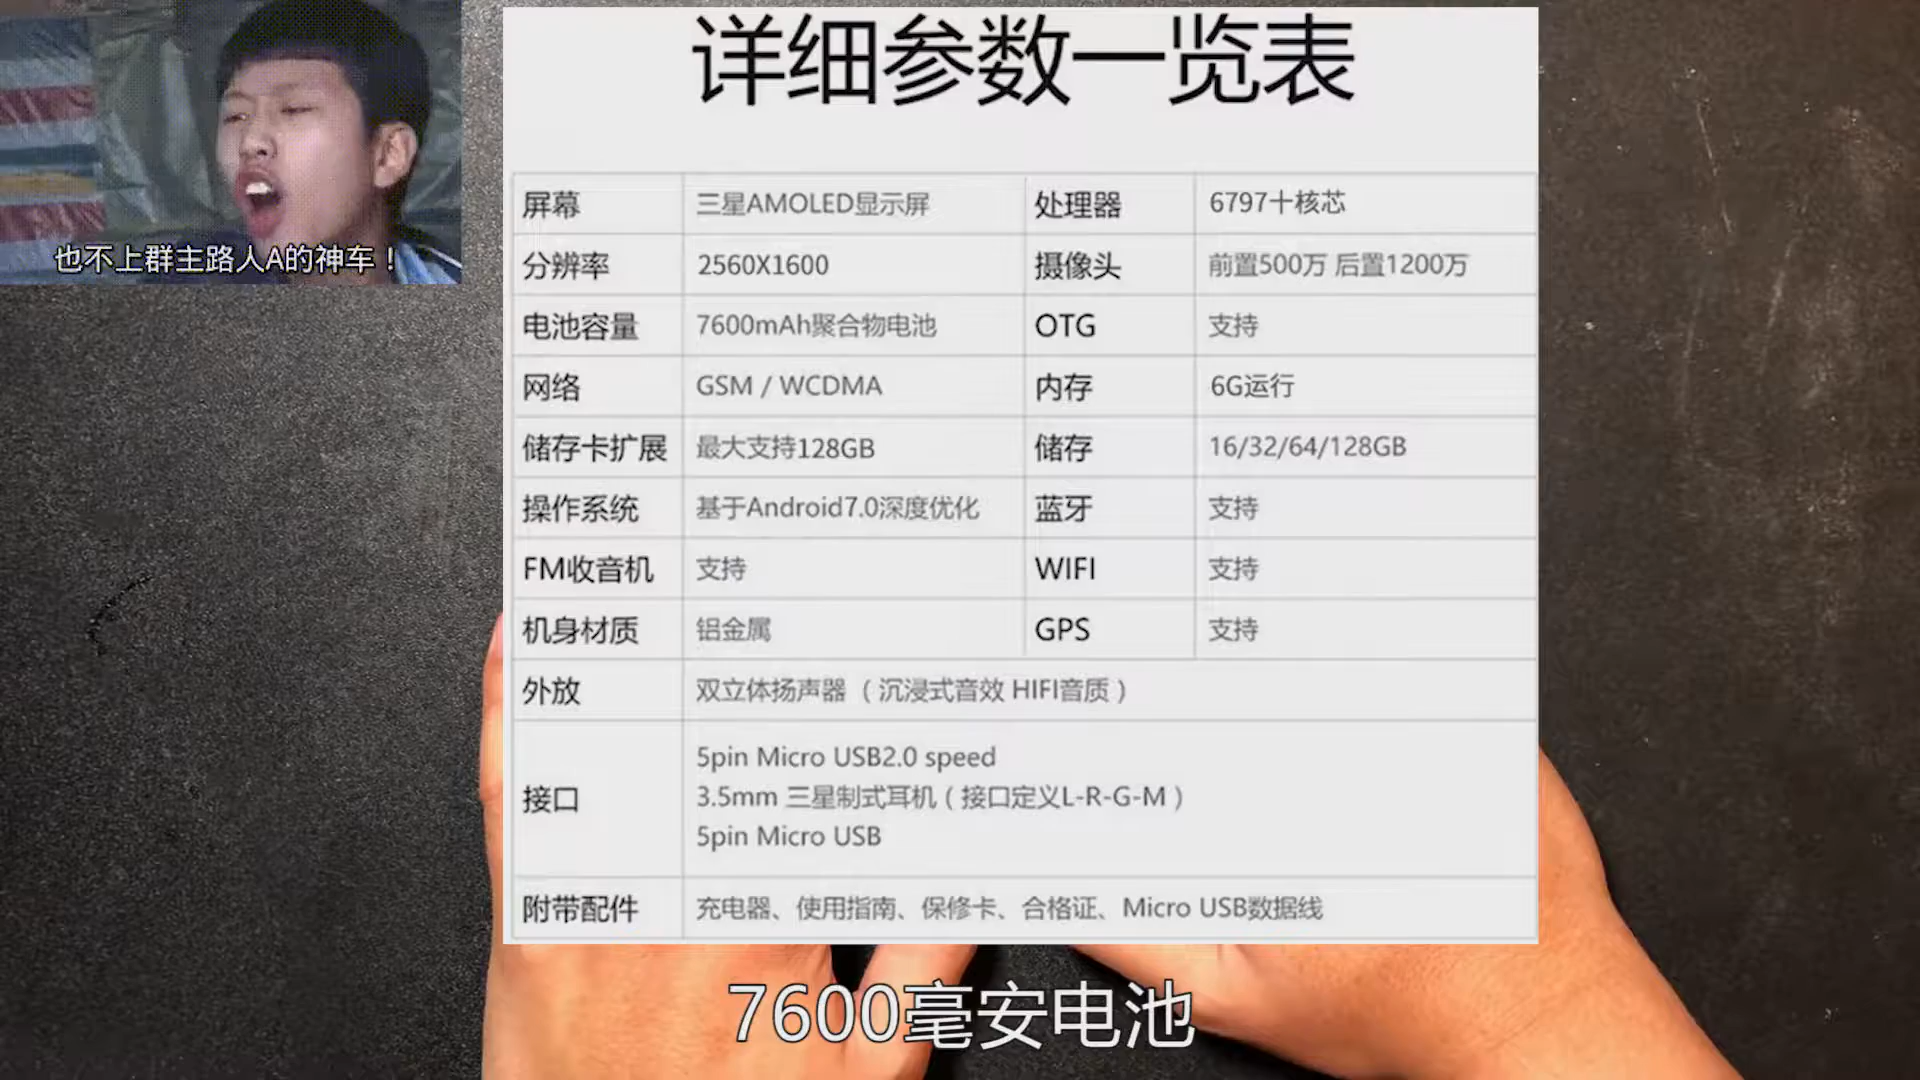 详细参数一览表
也不上群主路人A的神车！
屏幕 三星AMOLED显示屏 处理器 6797十核芯
分辨率 2560X1600 摄像头 前置500万 后置1200万
电池容量 7600mAh聚合物电池 OTG 支持
网络 GSM / WCDMA 内存 6G运行
储存卡扩展 最大支持128GB 储存 16/32/64/128GB
操作系统 基于Android7.0深度优化 蓝牙 支持
FM收音机 支持 WIFI 支持
机身材质 铝金属 GPS 支持
外放 双立体扬声器（沉浸式音效 HIFI音质）
接口 5pin Micro USB2.0 speed
3.5mm 三星制式耳机（接口定义L-R-G-M）
5pin Micro USB
附带配件 充电器、使用指南、保修卡、合格证、Micro USB数据线
7600毫安电池